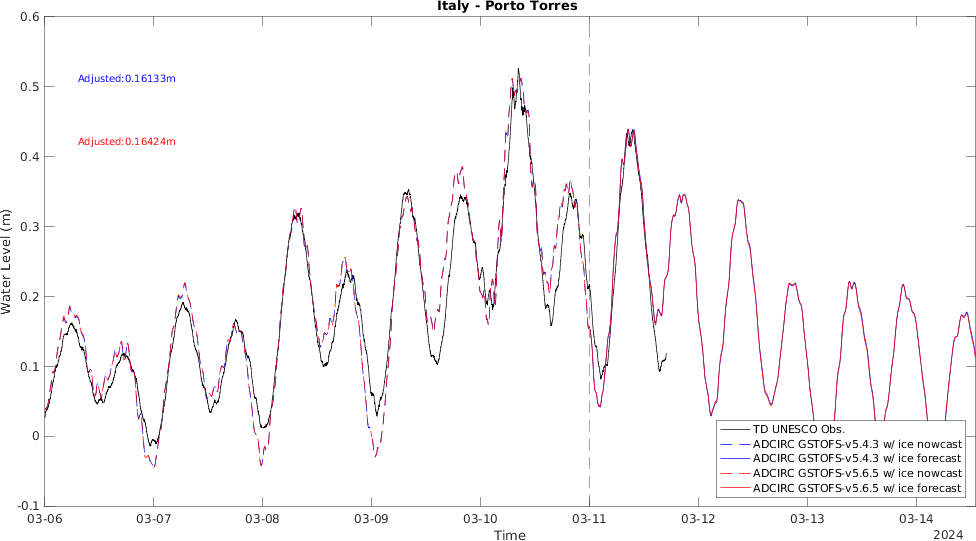 Italy - Porto Torres
0.6
0.5
0.4
0.3
0.2
0.1
0
-0.1
Water Level (m)
Adjusted:0.16133m
Adjusted:0.16424m
TD UNESCO Obs.
ADCIRC GSTOFS-v5.4.3 w/ ice nowcast
ADCIRC GSTOFS-v5.4.3 w/ ice forecast
ADCIRC GSTOFS-v5.6.5 w/ ice nowcast
ADCIRC GSTOFS-v5.6.5 w/ ice forecast
03-06 03-07 03-08 03-09 03-10 03-11 03-12 03-13 03-14
Time
2024